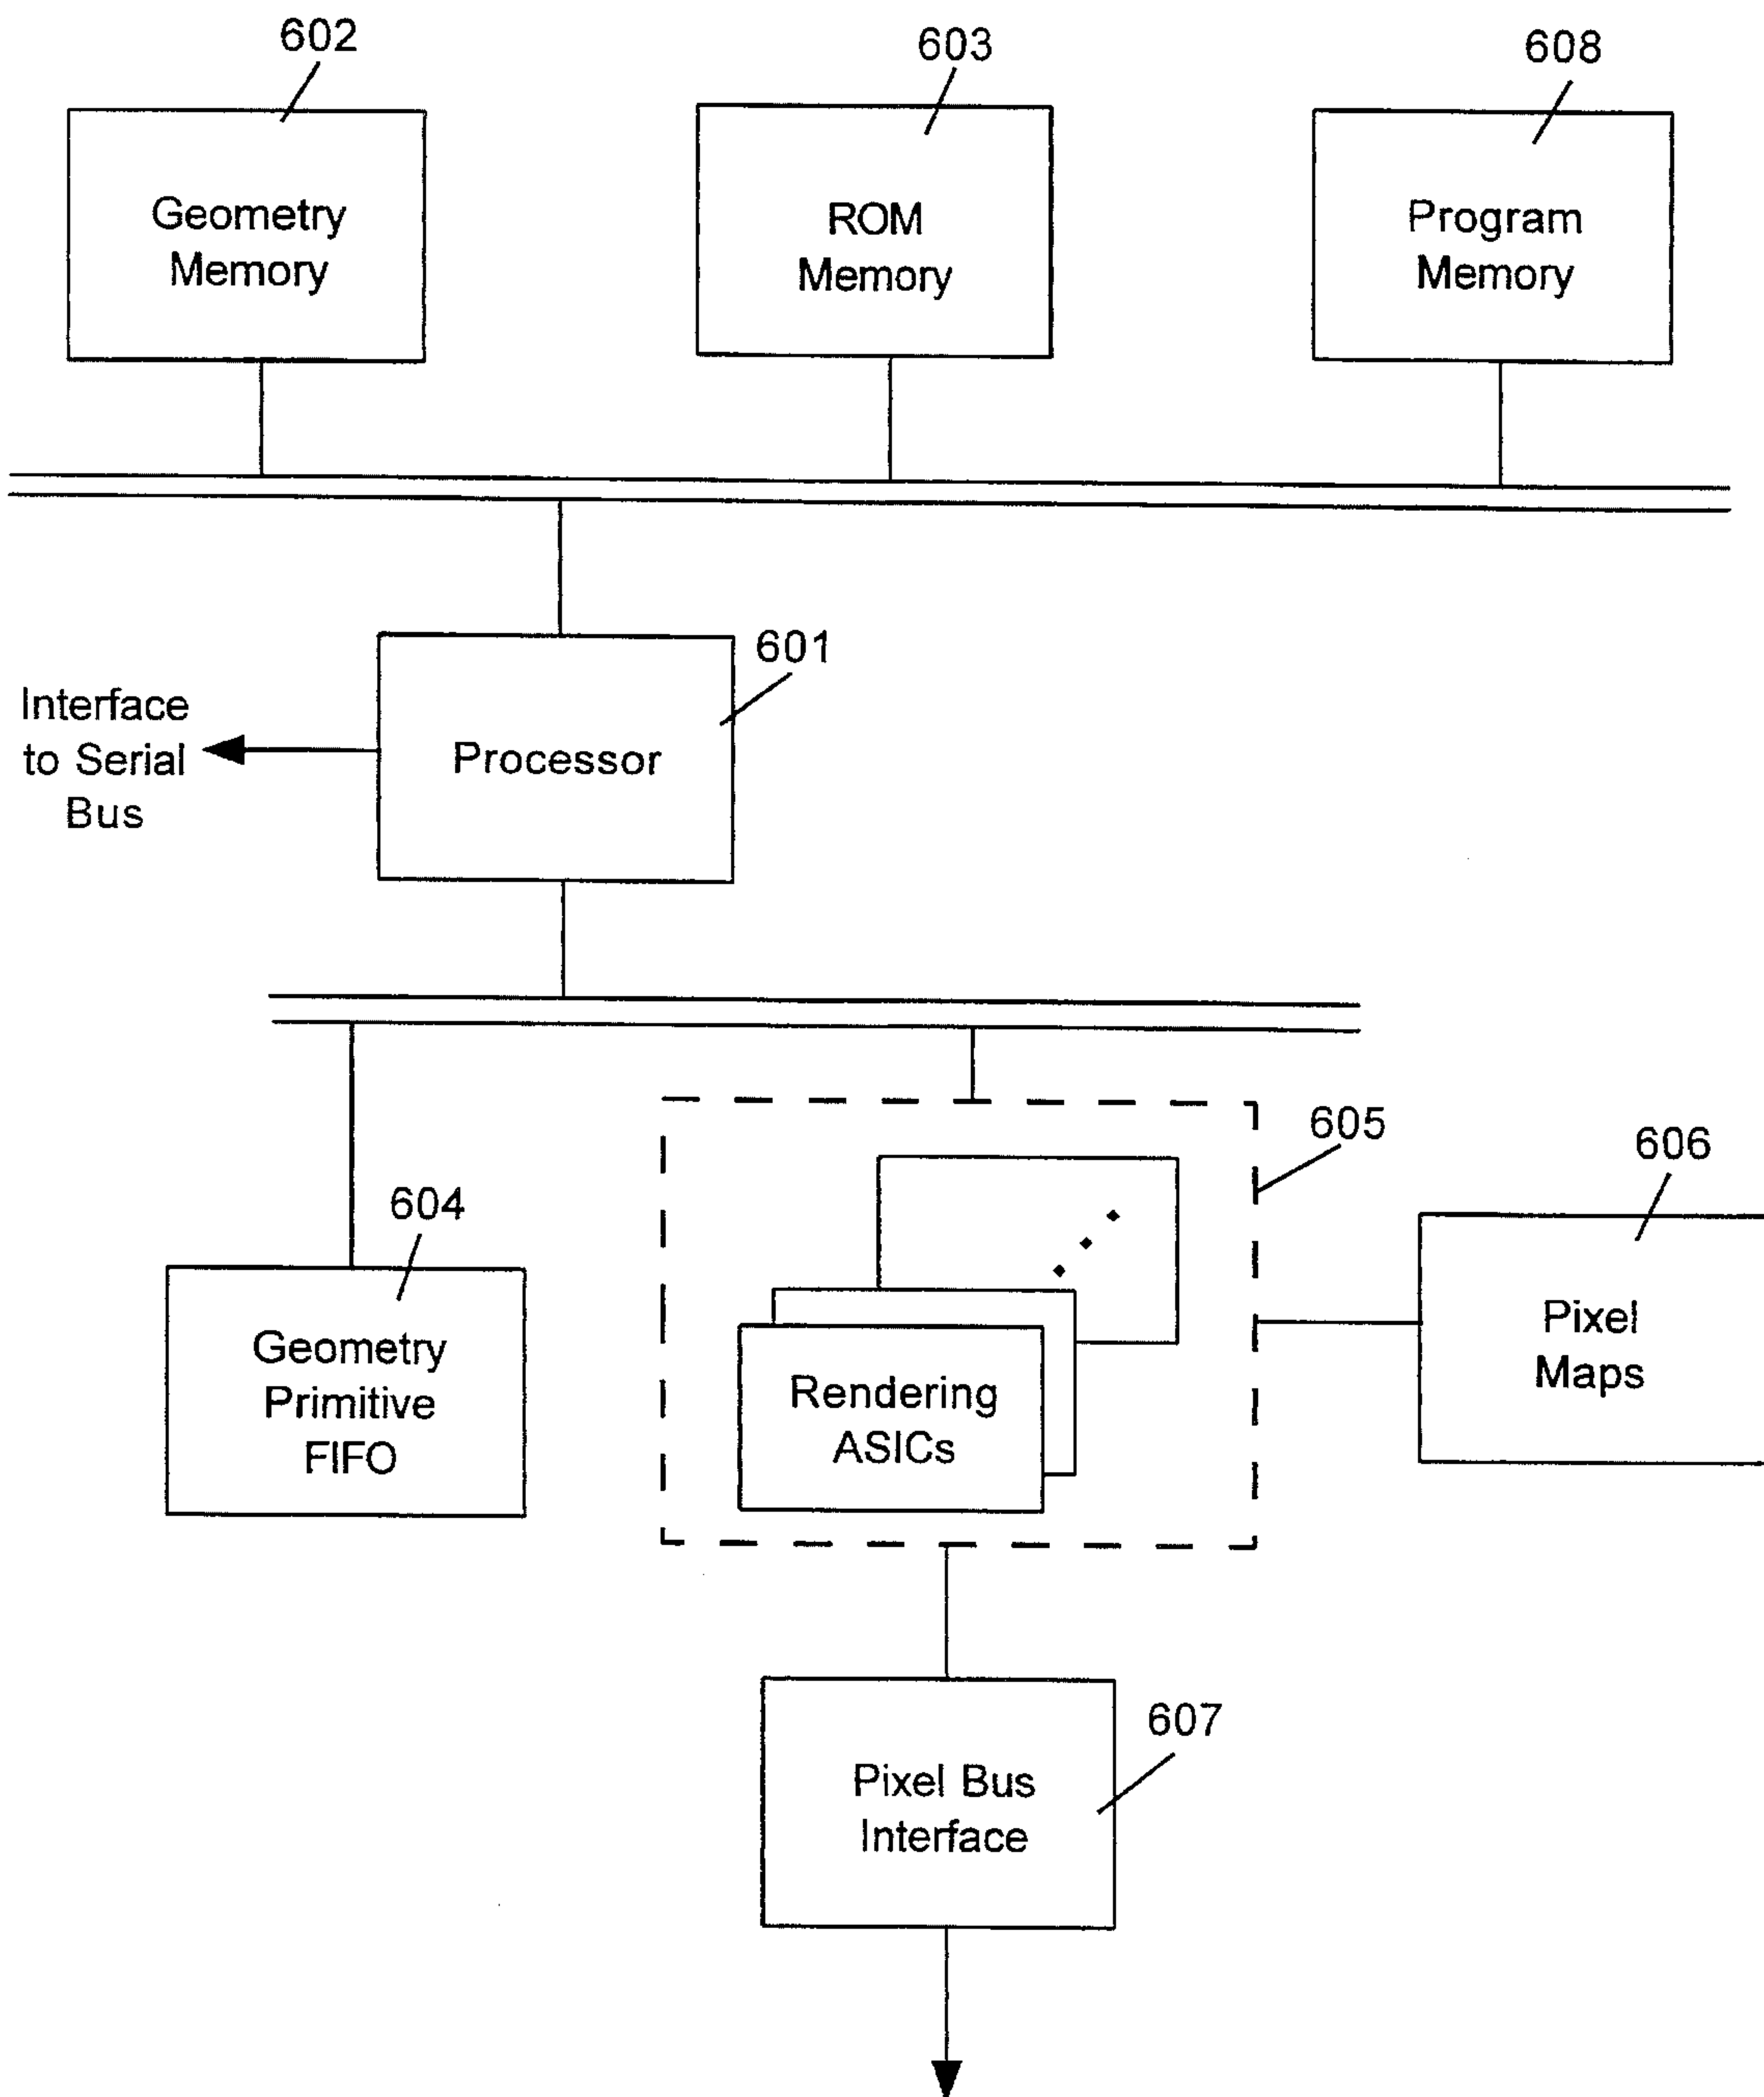 602
603
608
Geometry
Memory
ROM
Memory
Program
Memory
601
Interface
to Serial
Bus
Processor
605
606
604
Geometry
Primitive
FIFO
Rendering
ASICs
Pixel
Maps
607
Pixel Bus
Interface